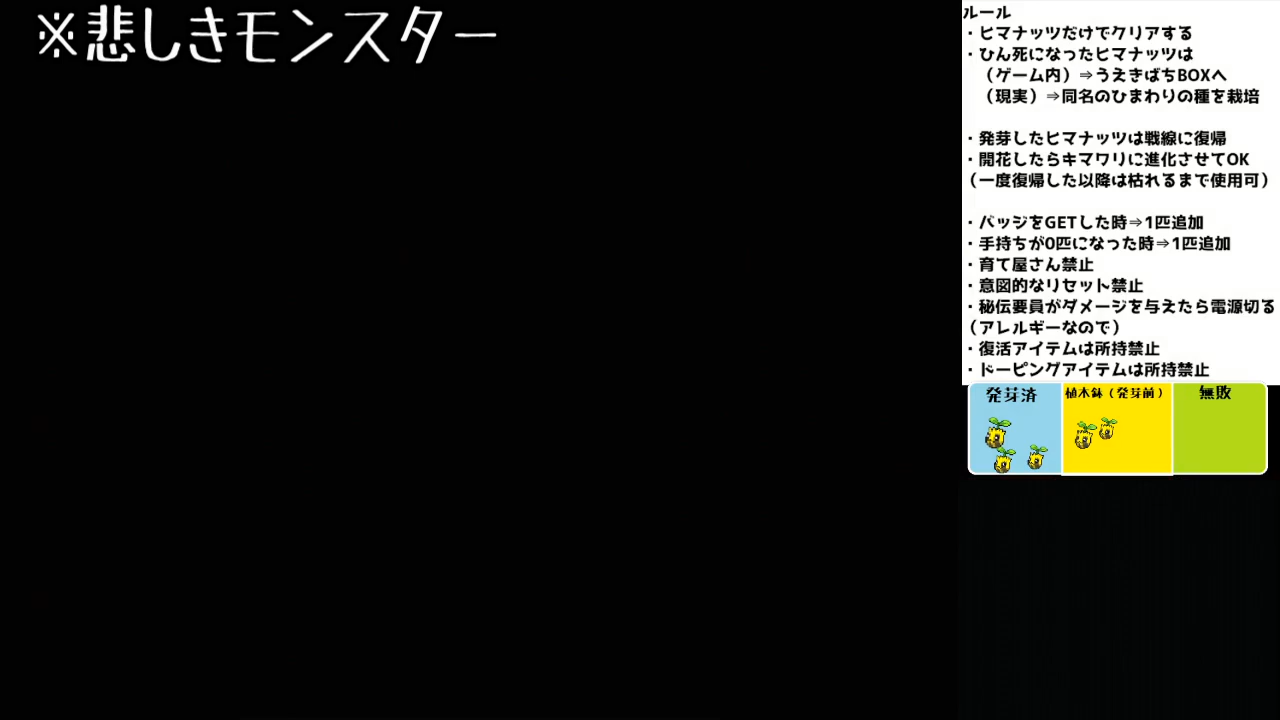 ※悲しきモンスター
ルール
・ヒマナッツだけでクリアする
・ひん死になったヒマナッツは
（ゲーム内）⇒うえきばちBOXへ
（現実）⇒同名のひまわりの種を栽培
・発芽したヒマナッツは戦線に復帰
・開花したらキマワリに進化させてOK
（一度復帰した以降は枯れるまで使用可）
・バッジをGETした時⇒1匹追加
・手持ちが0匹になった時⇒1匹追加
・育て屋さん禁止
・意図的なリセット禁止
・秘伝要員がダメージを与えたら電源切る
（アレルギーなので）
・復活アイテムは所持禁止
・ドーピングアイテムは所持禁止
発芽済
植木鉢（発芽前）
無敗